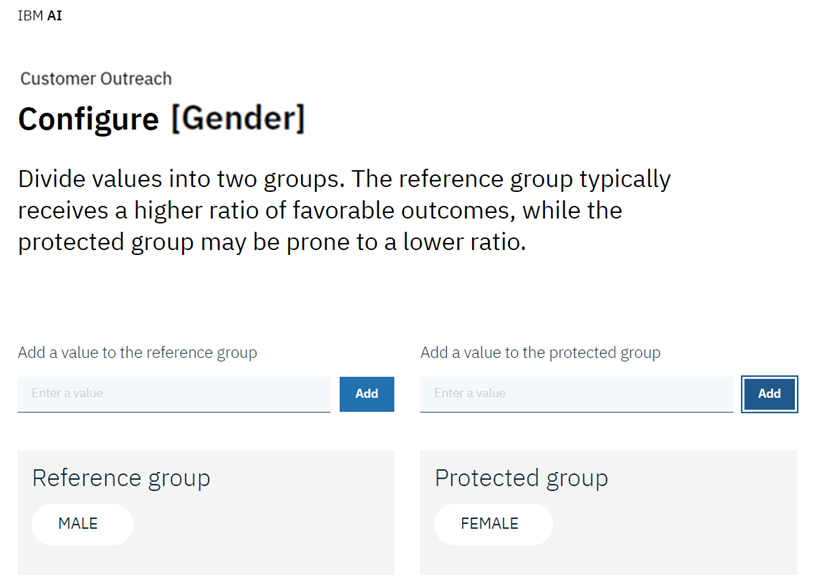 IBM AI
Customer Outreach
Configure [Gender]
Divide values into two groups. The reference group typically
receives a higher ratio of favorable outcomes, while the
protected group may be prone to a lower ratio.
Add a value to the reference group
Enter a value
Add
Add a value to the protected group
Enter a value
Add
Reference group
MALE
Protected group
FEMALE